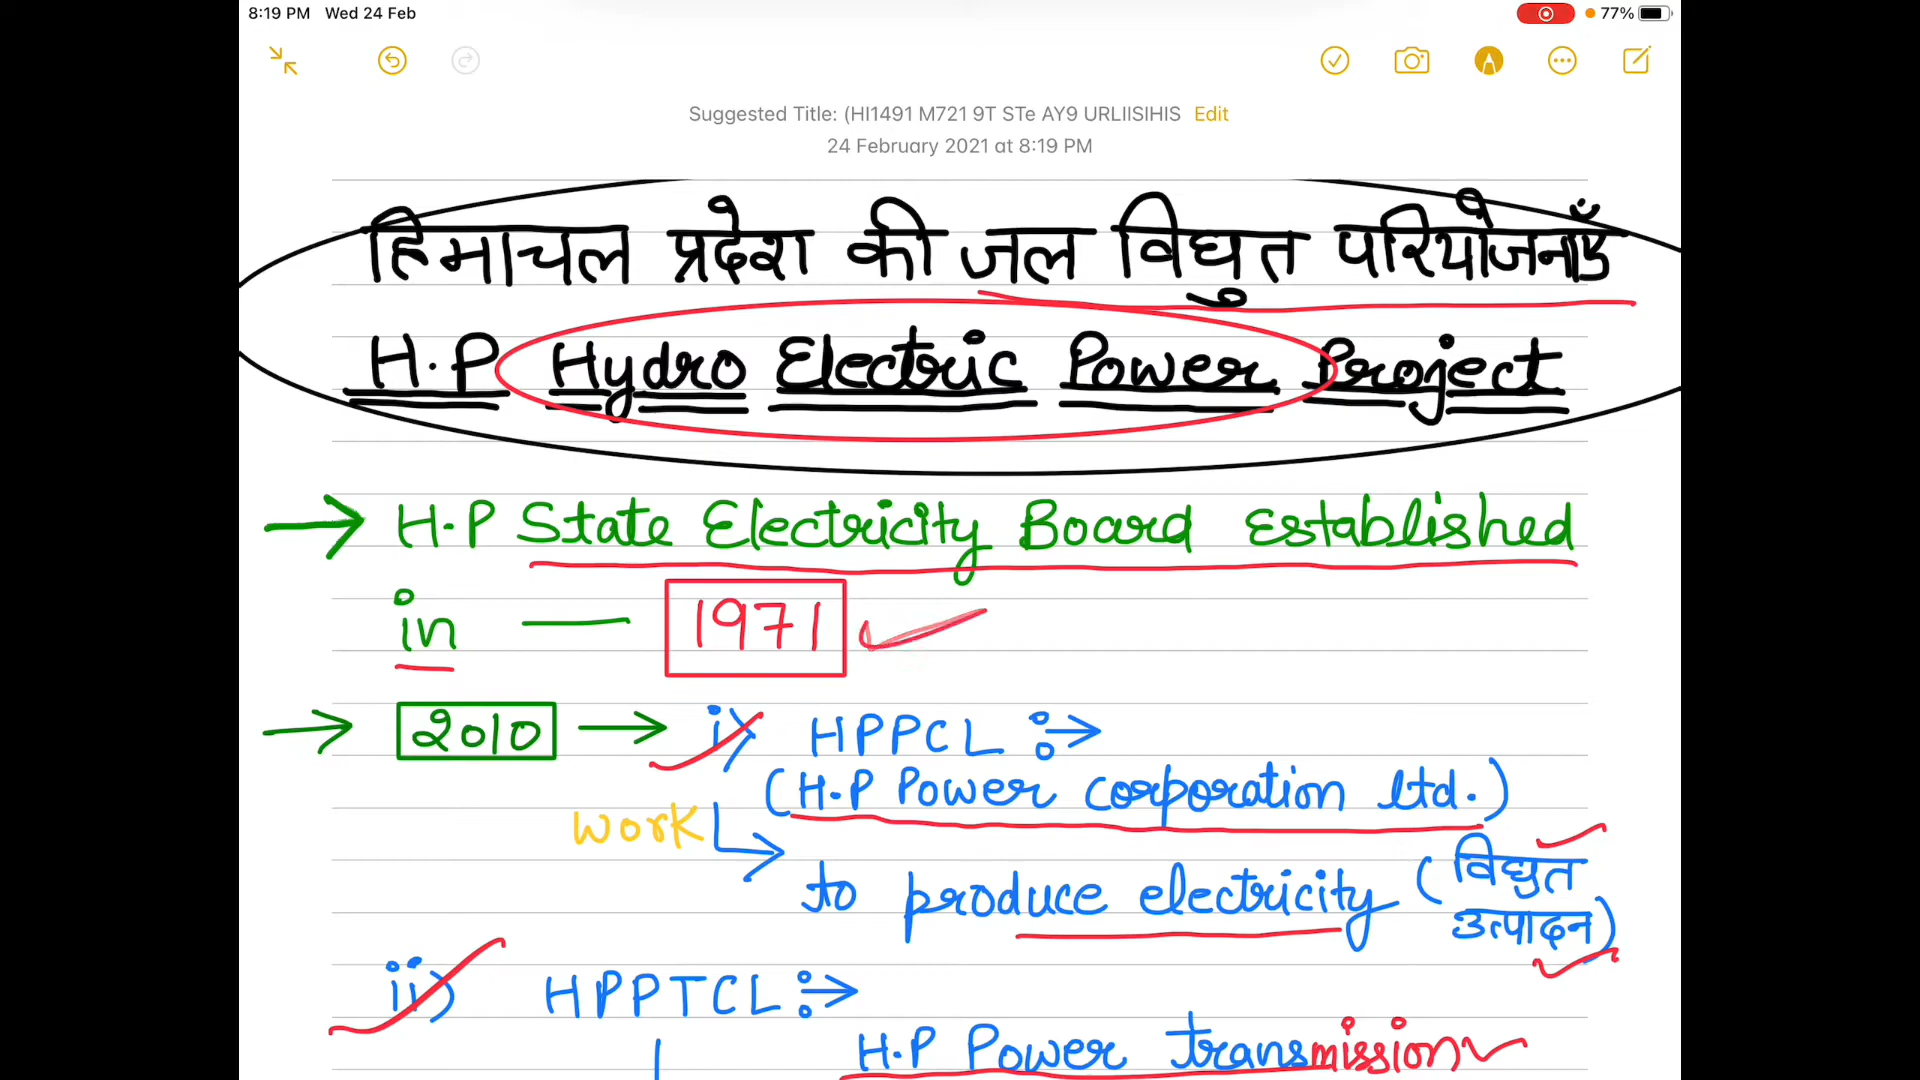 8:19 PM Wed 24 Feb
77%
Suggested Title: (HI1491 M721 9T STe AY9 URLIISIHIS Edit
24 February 2021 at 8:19 PM
हिमाचल प्रदेश की जल विद्युत परियोजनाएँ
H.P Hydro Electric Power Project
→ H.P State Electricity Board Established
in — 1971
→ 2010 → i) HPPCL :→
(H.P Power corporation ltd.)
work
to produce electricity (विद्युत
उत्पादन)
ii) HPPTCL :→
H.P Power transmission